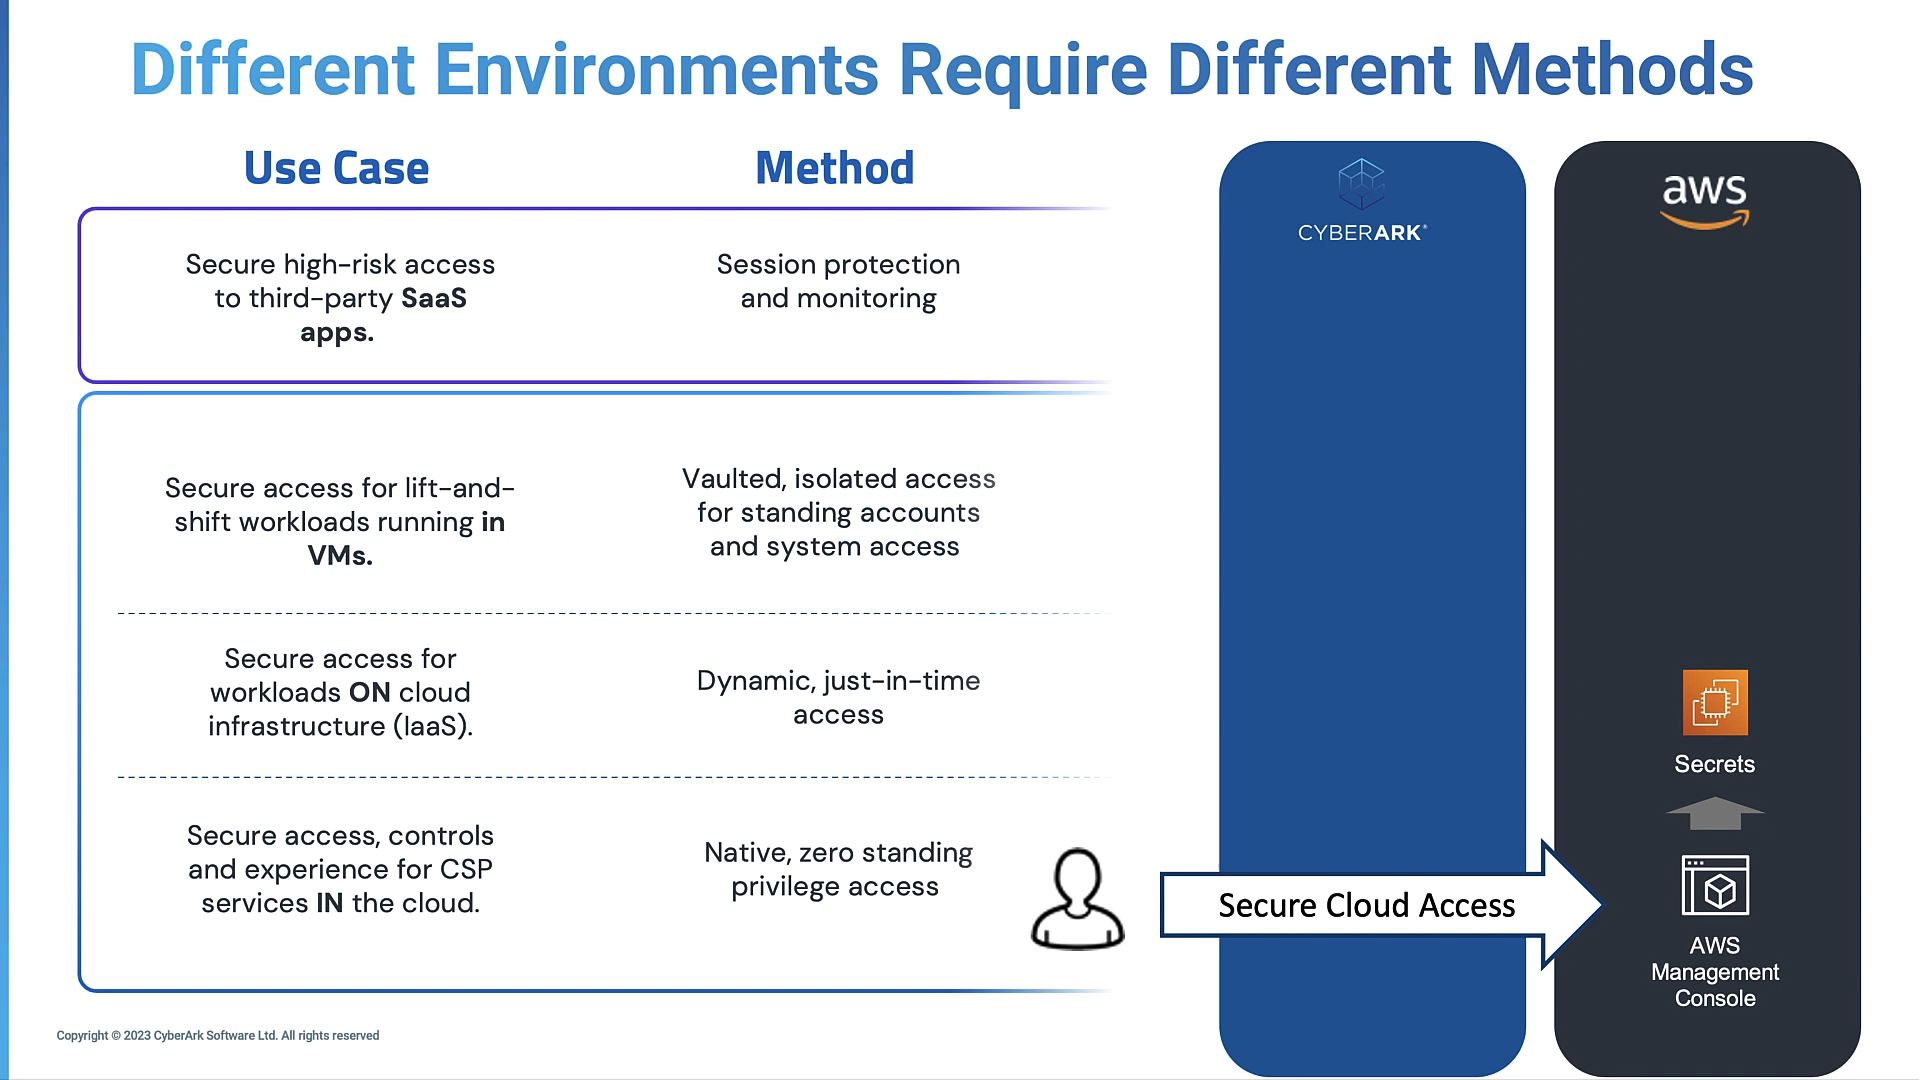 Different Environments Require Different Methods
Use Case
Method
Secure high-risk access
to third-party SaaS
apps.
Session protection
and monitoring
Secure access for lift-and-
shift workloads running in
VMs.
Vaulted, isolated access
for standing accounts
and system access
Secure access for
workloads ON cloud
infrastructure (IaaS).
Dynamic, just-in-time
access
Secure access, controls
and experience for CSP
services IN the cloud.
Native, zero standing
privilege access
CYBERARK®
aws
Secure Cloud Access
Secrets
AWS
Management
Console
Copyright © 2023 CyberArk Software Ltd. All rights reserved